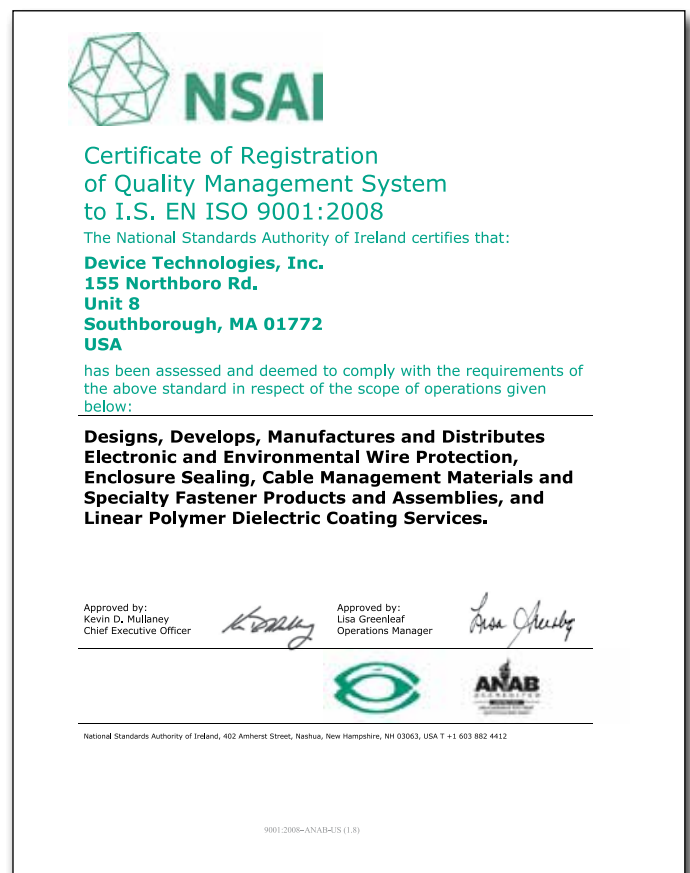 NSAI
Certificate of Registration
of Quality Management System
to I.S. EN ISO 9001:2008
The National Standards Authority of Ireland certifies that:
Device Technologies, Inc.
155 Northboro Rd.
Unit 8
Southborough, MA 01772
USA
has been assessed and deemed to comply with the requirements of
the above standard in respect of the scope of operations given
below:
Designs, Develops, Manufactures and Distributes
Electronic and Environmental Wire Protection,
Enclosure Sealing, Cable Management Materials and
Specialty Fastener Products and Assemblies, and
Linear Polymer Dielectric Coating Services.
Approved by:
Kevin D. Mullaney
Chief Executive Officer
Approved by:
Lisa Greenleaf
Operations Manager
ANAB
ACCREDITED
National Standards Authority of Ireland, 402 Amherst Street, Nashua, New Hampshire, NH 03063, USA T +1 603 882 4412
9001:2008-ANAB-US (1.8)